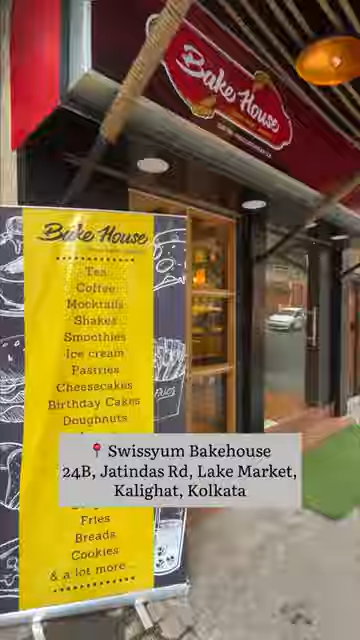 Bake House
Bake House
Tea
Coffee
Mocktails
Shakes
Smoothies
Ice cream
Pastries
Cheesecakes
Birthday Cakes
Doughnuts
📍 Swissyum Bakehouse
24B, Jatindas Rd, Lake Market,
Kalighat, Kolkata
Fries
Breads
Cookies
& a lot more...
FRIES